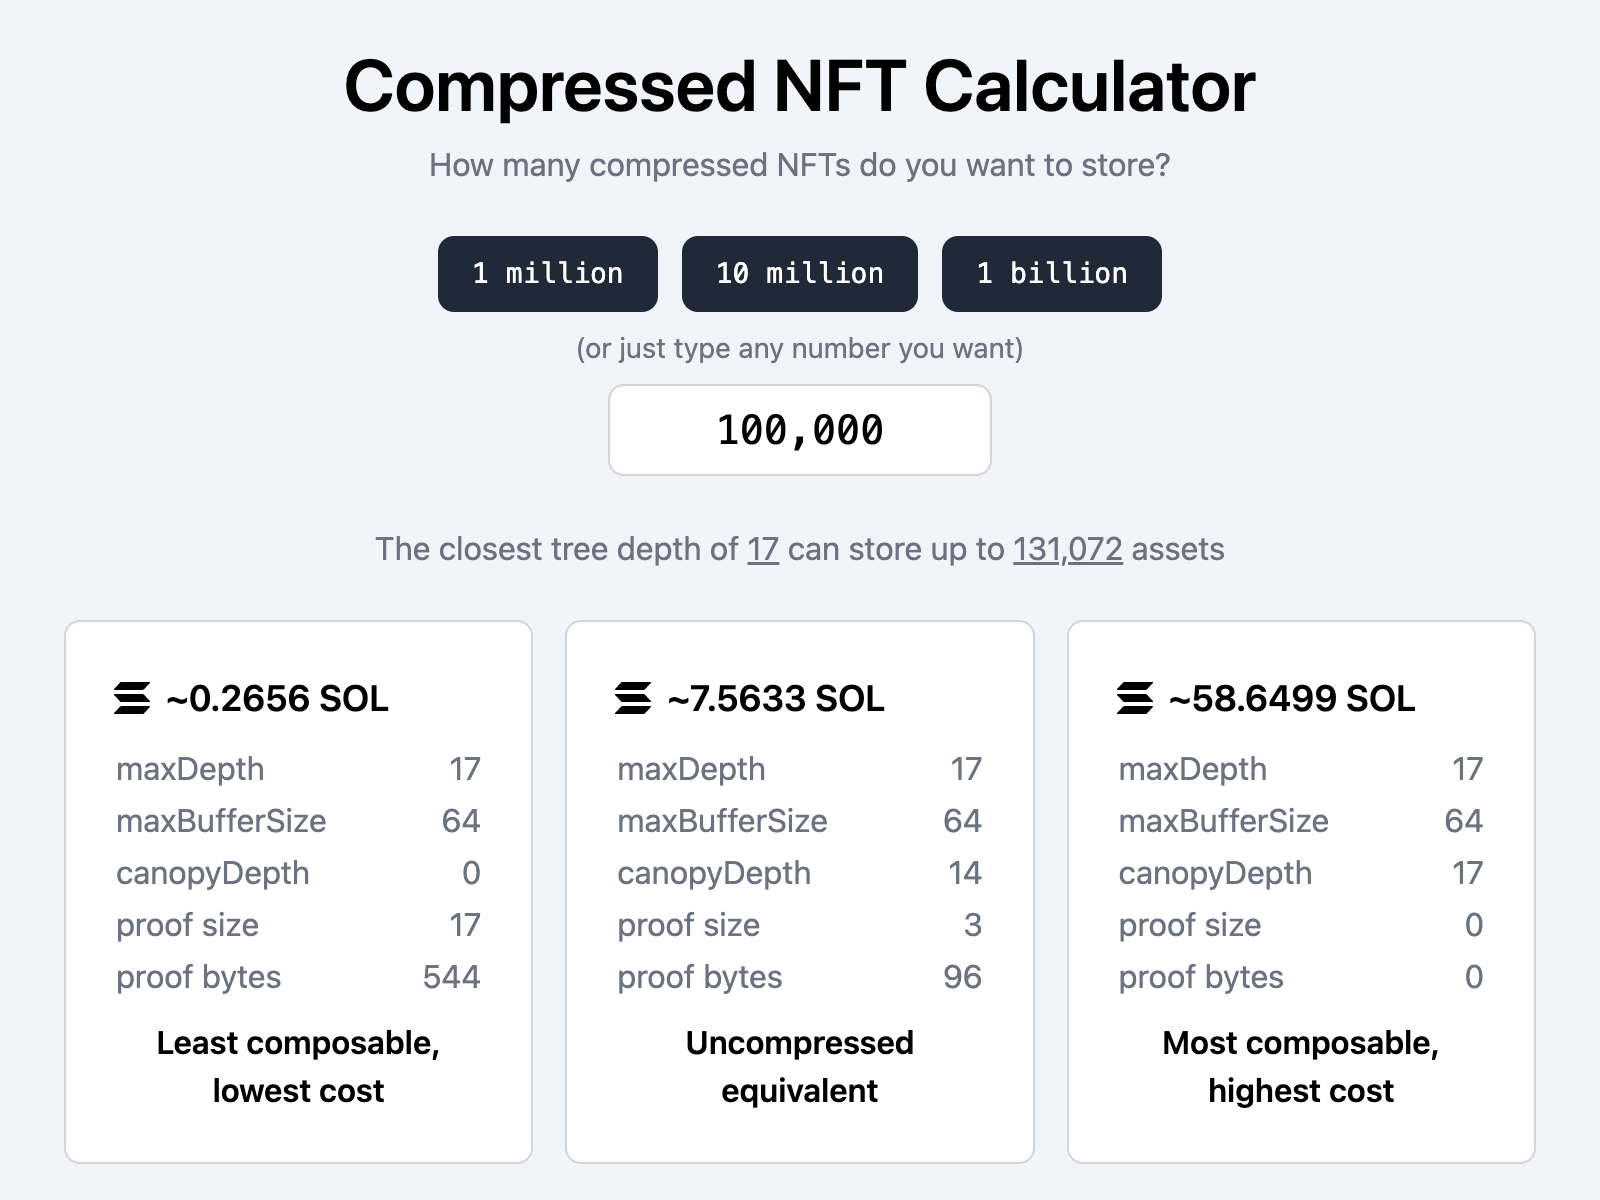 Compressed NFT Calculator
How many compressed NFTs do you want to store?
1 million
10 million
1 billion
(or just type any number you want)
100,000
The closest tree depth of 17 can store up to 131,072 assets
~0.2656 SOL
maxDepth 17
maxBufferSize 64
canopyDepth 0
proof size 17
proof bytes 544
Least composable,
lowest cost
~7.5633 SOL
maxDepth 17
maxBufferSize 64
canopyDepth 14
proof size 3
proof bytes 96
Uncompressed
equivalent
~58.6499 SOL
maxDepth 17
maxBufferSize 64
canopyDepth 17
proof size 0
proof bytes 0
Most composable,
highest cost